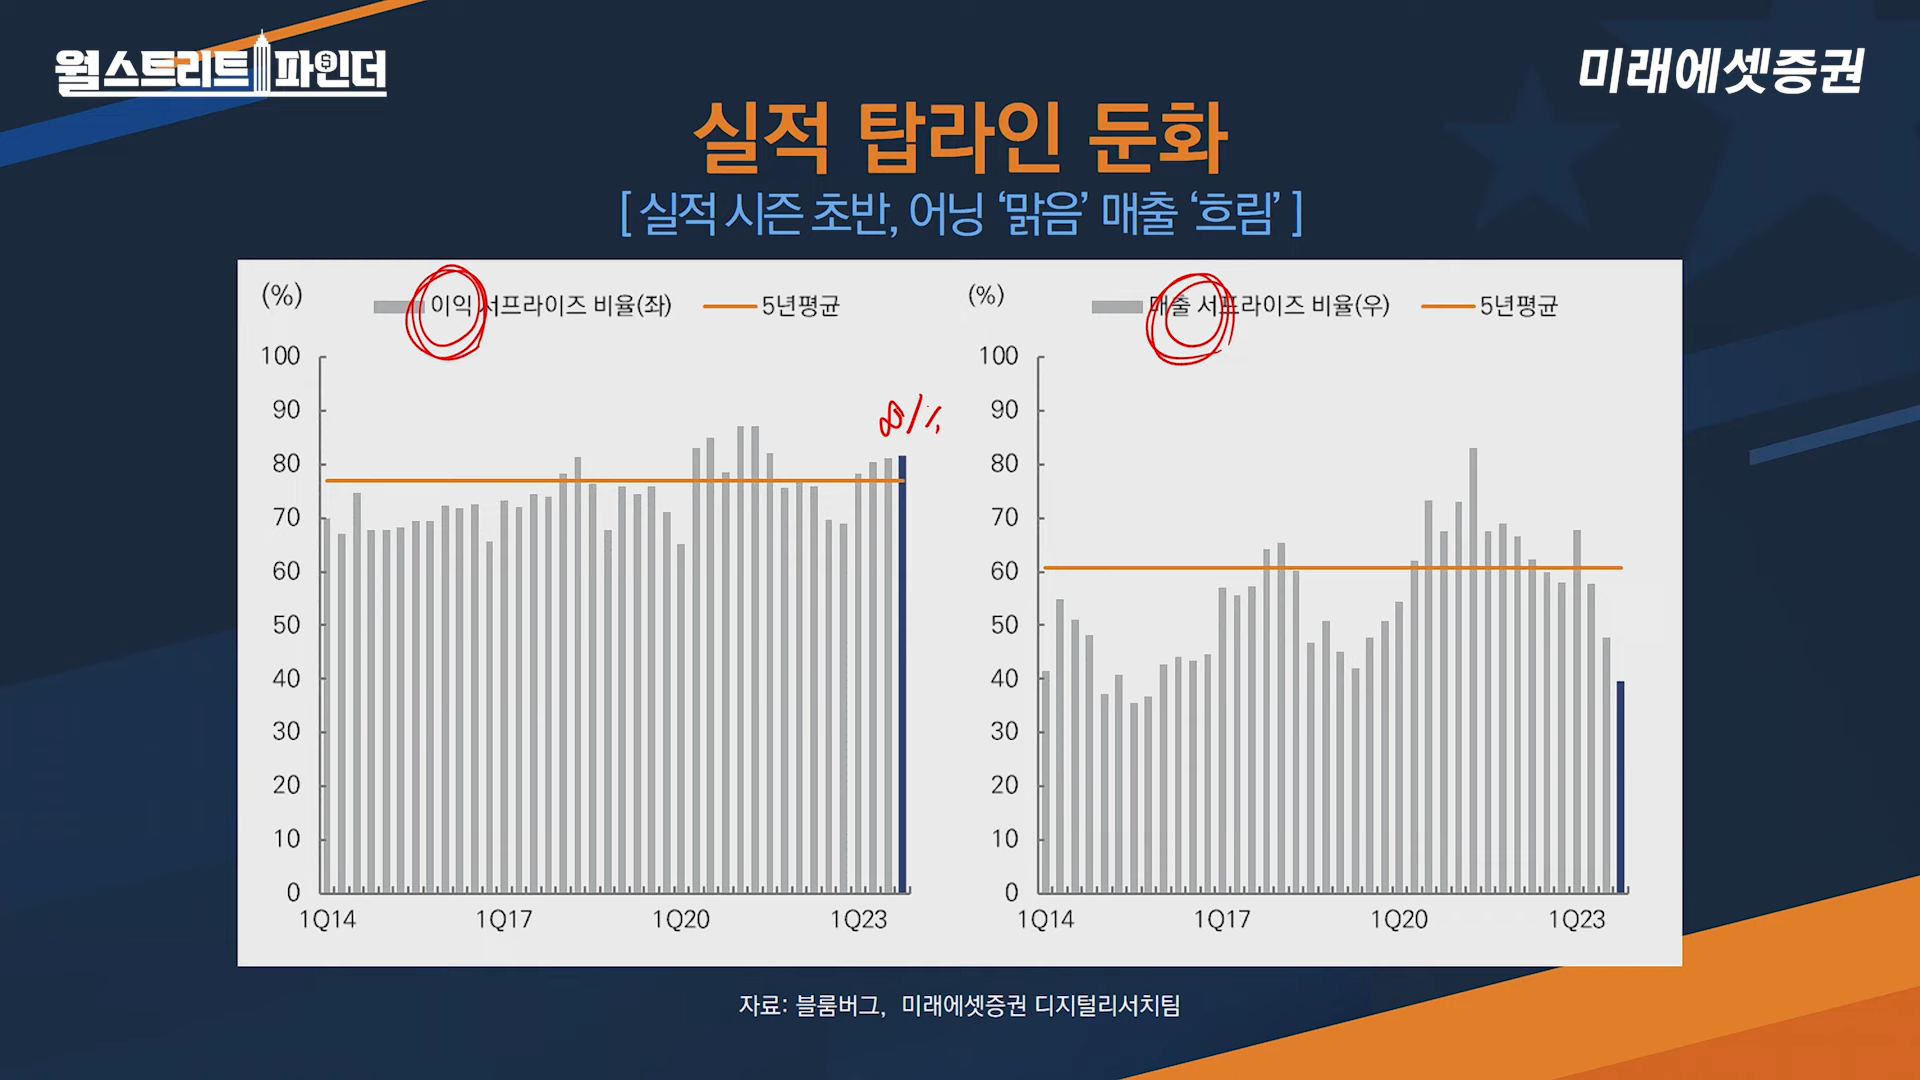 월스트리트파인더
미래에셋증권
실적 탑라인 둔화
[ 실적 시즌 초반, 어닝 ‘맑음’ 매출 ‘흐림’ ]
(%)
이익 서프라이즈 비율(좌) 5년평균
100
90
80
70
60
50
40
30
20
10
0
1Q14 1Q17 1Q20 1Q23
81%
(%)
매출 서프라이즈 비율(우) 5년평균
100
90
80
70
60
50
40
30
20
10
0
1Q14 1Q17 1Q20 1Q23
자료: 블룸버그, 미래에셋증권 디지털리서치팀